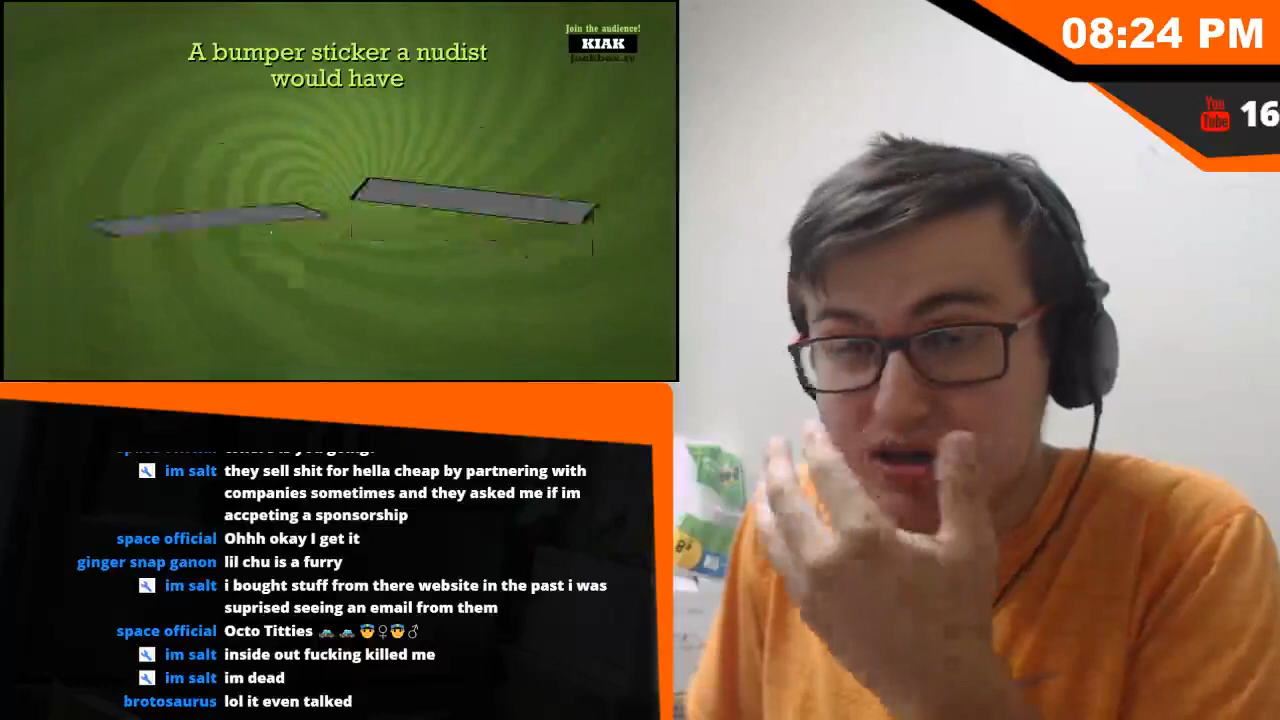 A bumper sticker a nudist
would have
Join the audience!
KIAK
jackbox.tv
08:24 PM
You
Tube
16
im salt they sell shit for hella cheap by partnering with
companies sometimes and they asked me if im
accpeting a sponsorship
space official Ohhh okay I get it
ginger snap ganon lil chu is a furry
im salt i bought stuff from there website in the past i was
suprised seeing an email from them
space official Octo Titties 🚓 🚓 👮♀👮♂
im salt inside out fucking killed me
im salt im dead
brotosaurus lol it even talked